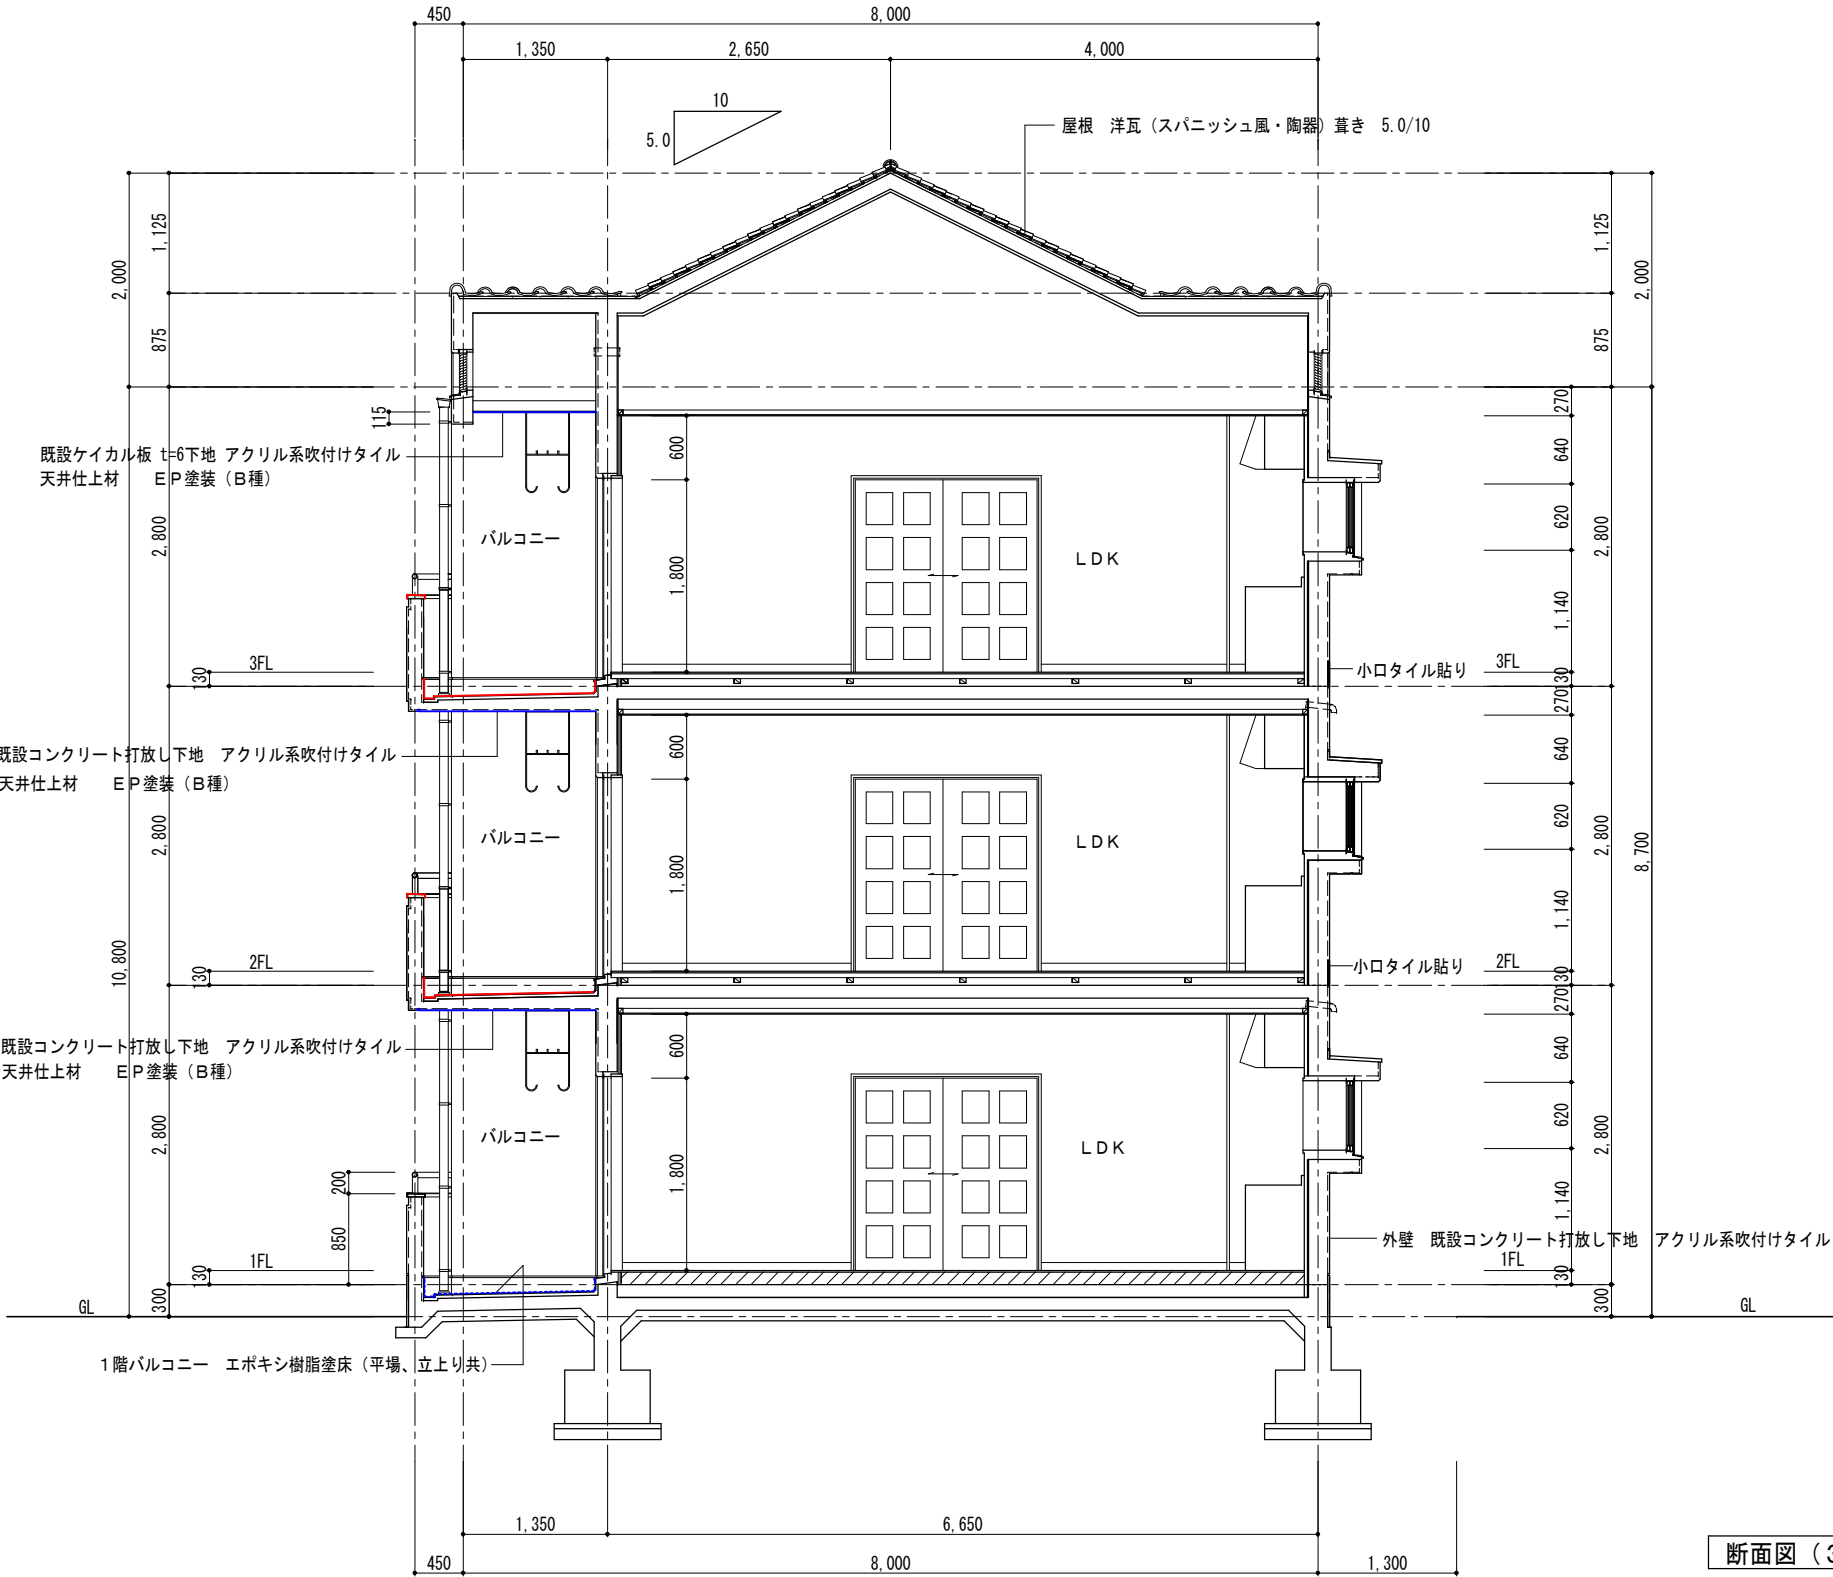 450
8,000
1,350
2,650
4,000
10
5.0
屋根　洋瓦（スパニッシュ風・陶器）葺き　5.0/10
1,125
2,000
875
1,125
2,000
875
115
既設ケイカル板 t=6下地 アクリル系吹付けタイル
天井仕上材　　ＥＰ塗装（Ｂ種）
2,800
バルコニー
600
1,800
ＬＤＫ
270
640
620
2,800
1,140
130
3FL
小口タイル貼り
3FL
130
270
既設コンクリート打放し下地　アクリル系吹付けタイル
天井仕上材　　ＥＰ塗装（Ｂ種）
2,800
バルコニー
600
1,800
ＬＤＫ
640
620
2,800
8,700
1,140
10,800
130
2FL
小口タイル貼り
2FL
130
270
既設コンクリート打放し下地　アクリル系吹付けタイル
天井仕上材　　ＥＰ塗装（Ｂ種）
2,800
バルコニー
600
1,800
ＬＤＫ
640
620
2,800
1,140
200
850
外壁　既設コンクリート打放し下地　アクリル系吹付けタイル
130
1FL
1FL
130
300
300
GL
GL
１階バルコニー　エポキシ樹脂塗床（平場、立上り共）
1,350
6,650
450
8,000
1,300
断面図（